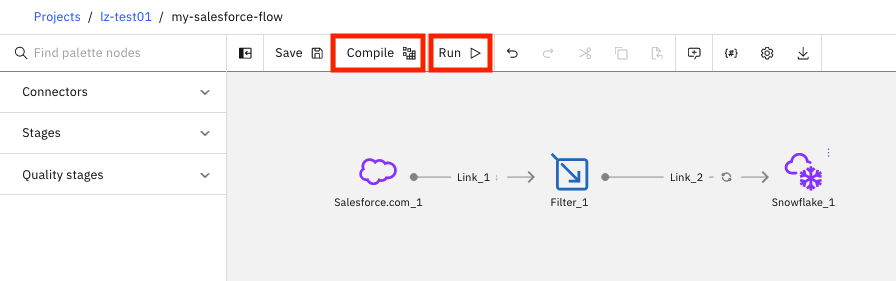 Projects / lz-test01 / my-salesforce-flow
Find palette nodes
Save
Compile
Run
{#}
Connectors
Stages
Quality stages
Link_1
Link_2
Salesforce.com_1
Filter_1
Snowflake_1